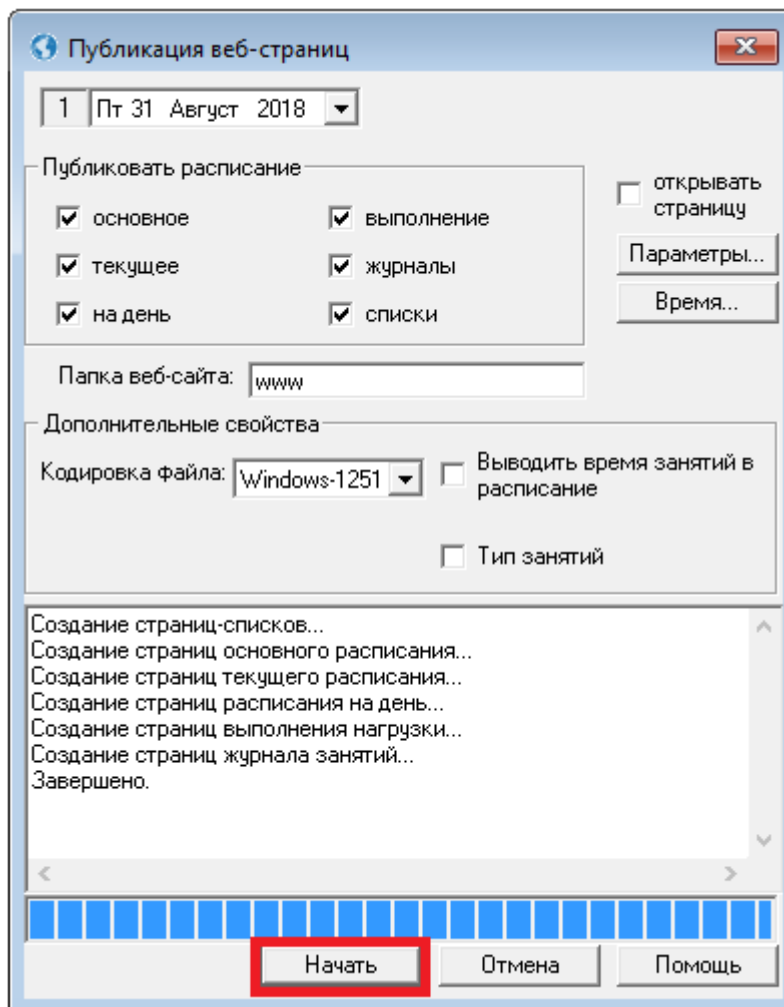 Публикация веб-страниц
1 Пт 31 Август 2018
Публиковать расписание
открывать
страницу
основное
выполнение
текущее
журналы
Параметры...
на день
списки
Время...
Папка веб-сайта: www
Дополнительные свойства
Кодировка файла: Windows-1251
Выводить время занятий в
расписание
Тип занятий
Создание страниц-списков...
Создание страниц основного расписания...
Создание страниц текущего расписания...
Создание страниц расписания на день...
Создание страниц выполнения нагрузки...
Создание страниц журнала занятий...
Завершено.
Начать
Отмена
Помощь